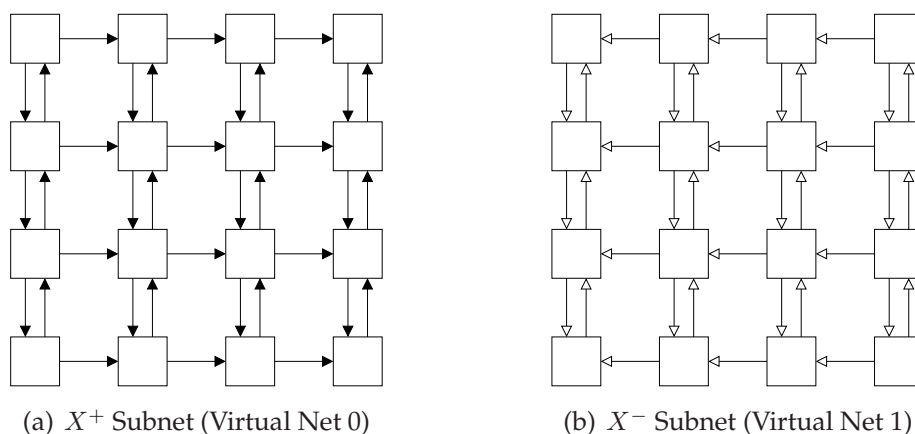 (a) X+ Subnet (Virtual Net 0)
(b) X− Subnet (Virtual Net 1)